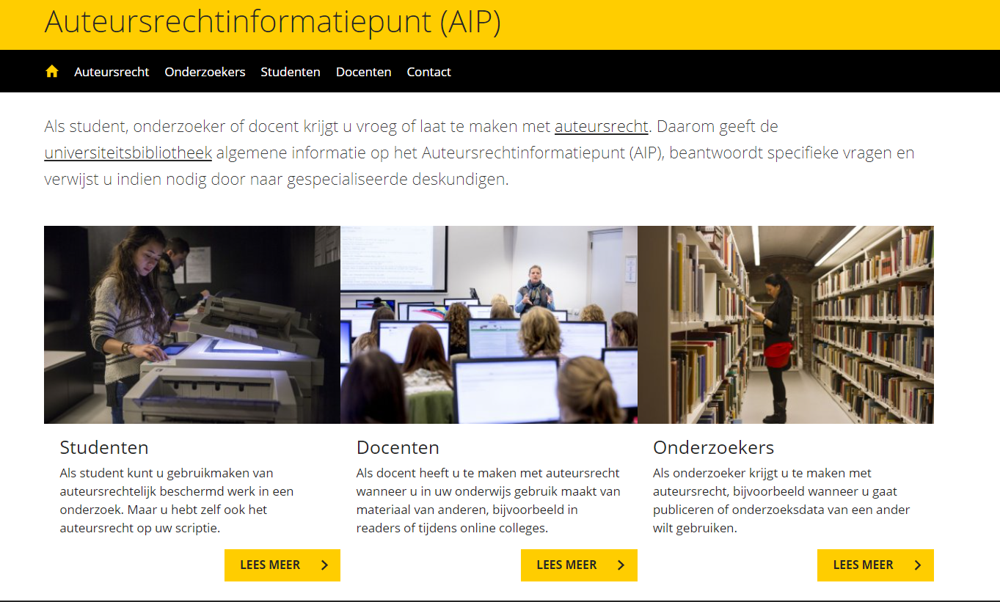 Auteursrechtinformatiepunt (AIP)
Auteursrecht Onderzoekers Studenten Docenten Contact
Als student, onderzoeker of docent krijgt u vroeg of laat te maken met auteursrecht. Daarom geeft de
universiteitsbibliotheek algemene informatie op het Auteursrechtinformatiepunt (AIP), beantwoordt specifieke vragen en
verwijst u indien nodig door naar gespecialiseerde deskundigen.
Studenten
Als student kunt u gebruikmaken van
auteursrechtelijk beschermd werk in een
onderzoek. Maar u hebt zelf ook het
auteursrecht op uw scriptie.
LEES MEER
Docenten
Als docent heeft u te maken met auteursrecht
wanneer u in uw onderwijs gebruik maakt van
materiaal van anderen, bijvoorbeeld in
readers of tijdens online colleges.
LEES MEER
Onderzoekers
Als onderzoeker krijgt u te maken met
auteursrecht, bijvoorbeeld wanneer u gaat
publiceren of onderzoeksdata van een ander
wilt gebruiken.
LEES MEER